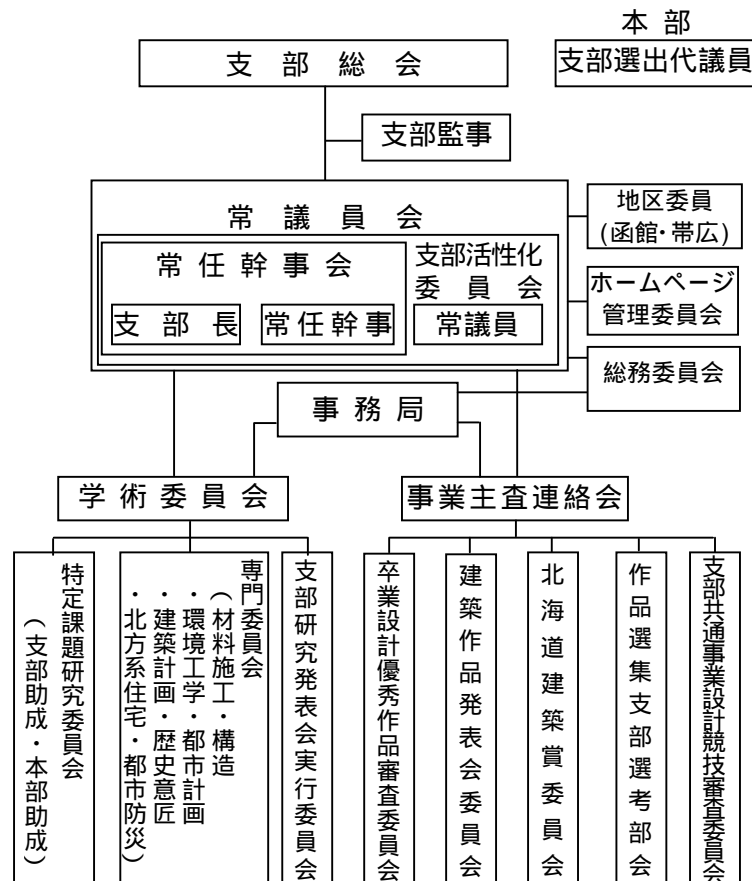 本部
支部選出代議員
支部総会
支部監事
常議員会
常任幹事会
支部長
常任幹事
支部活性化
委員会
常議員
地区委員
(函館・帯広)
ホームページ
管理委員会
総務委員会
事務局
学術委員会
事業主査連絡会
特定課題研究委員会
(支部助成・本部助成)
専門委員会
(材料施工・構造
・環境工学・都市計画
・建築計画・歴史意匠
・北方系住宅・都市防災)
支部研究発表会実行委員会
卒業設計優秀作品審査委員会
建築作品発表会委員会
北海道建築賞委員会
作品選集支部選考部会
支部共通事業設計競技審査委員会